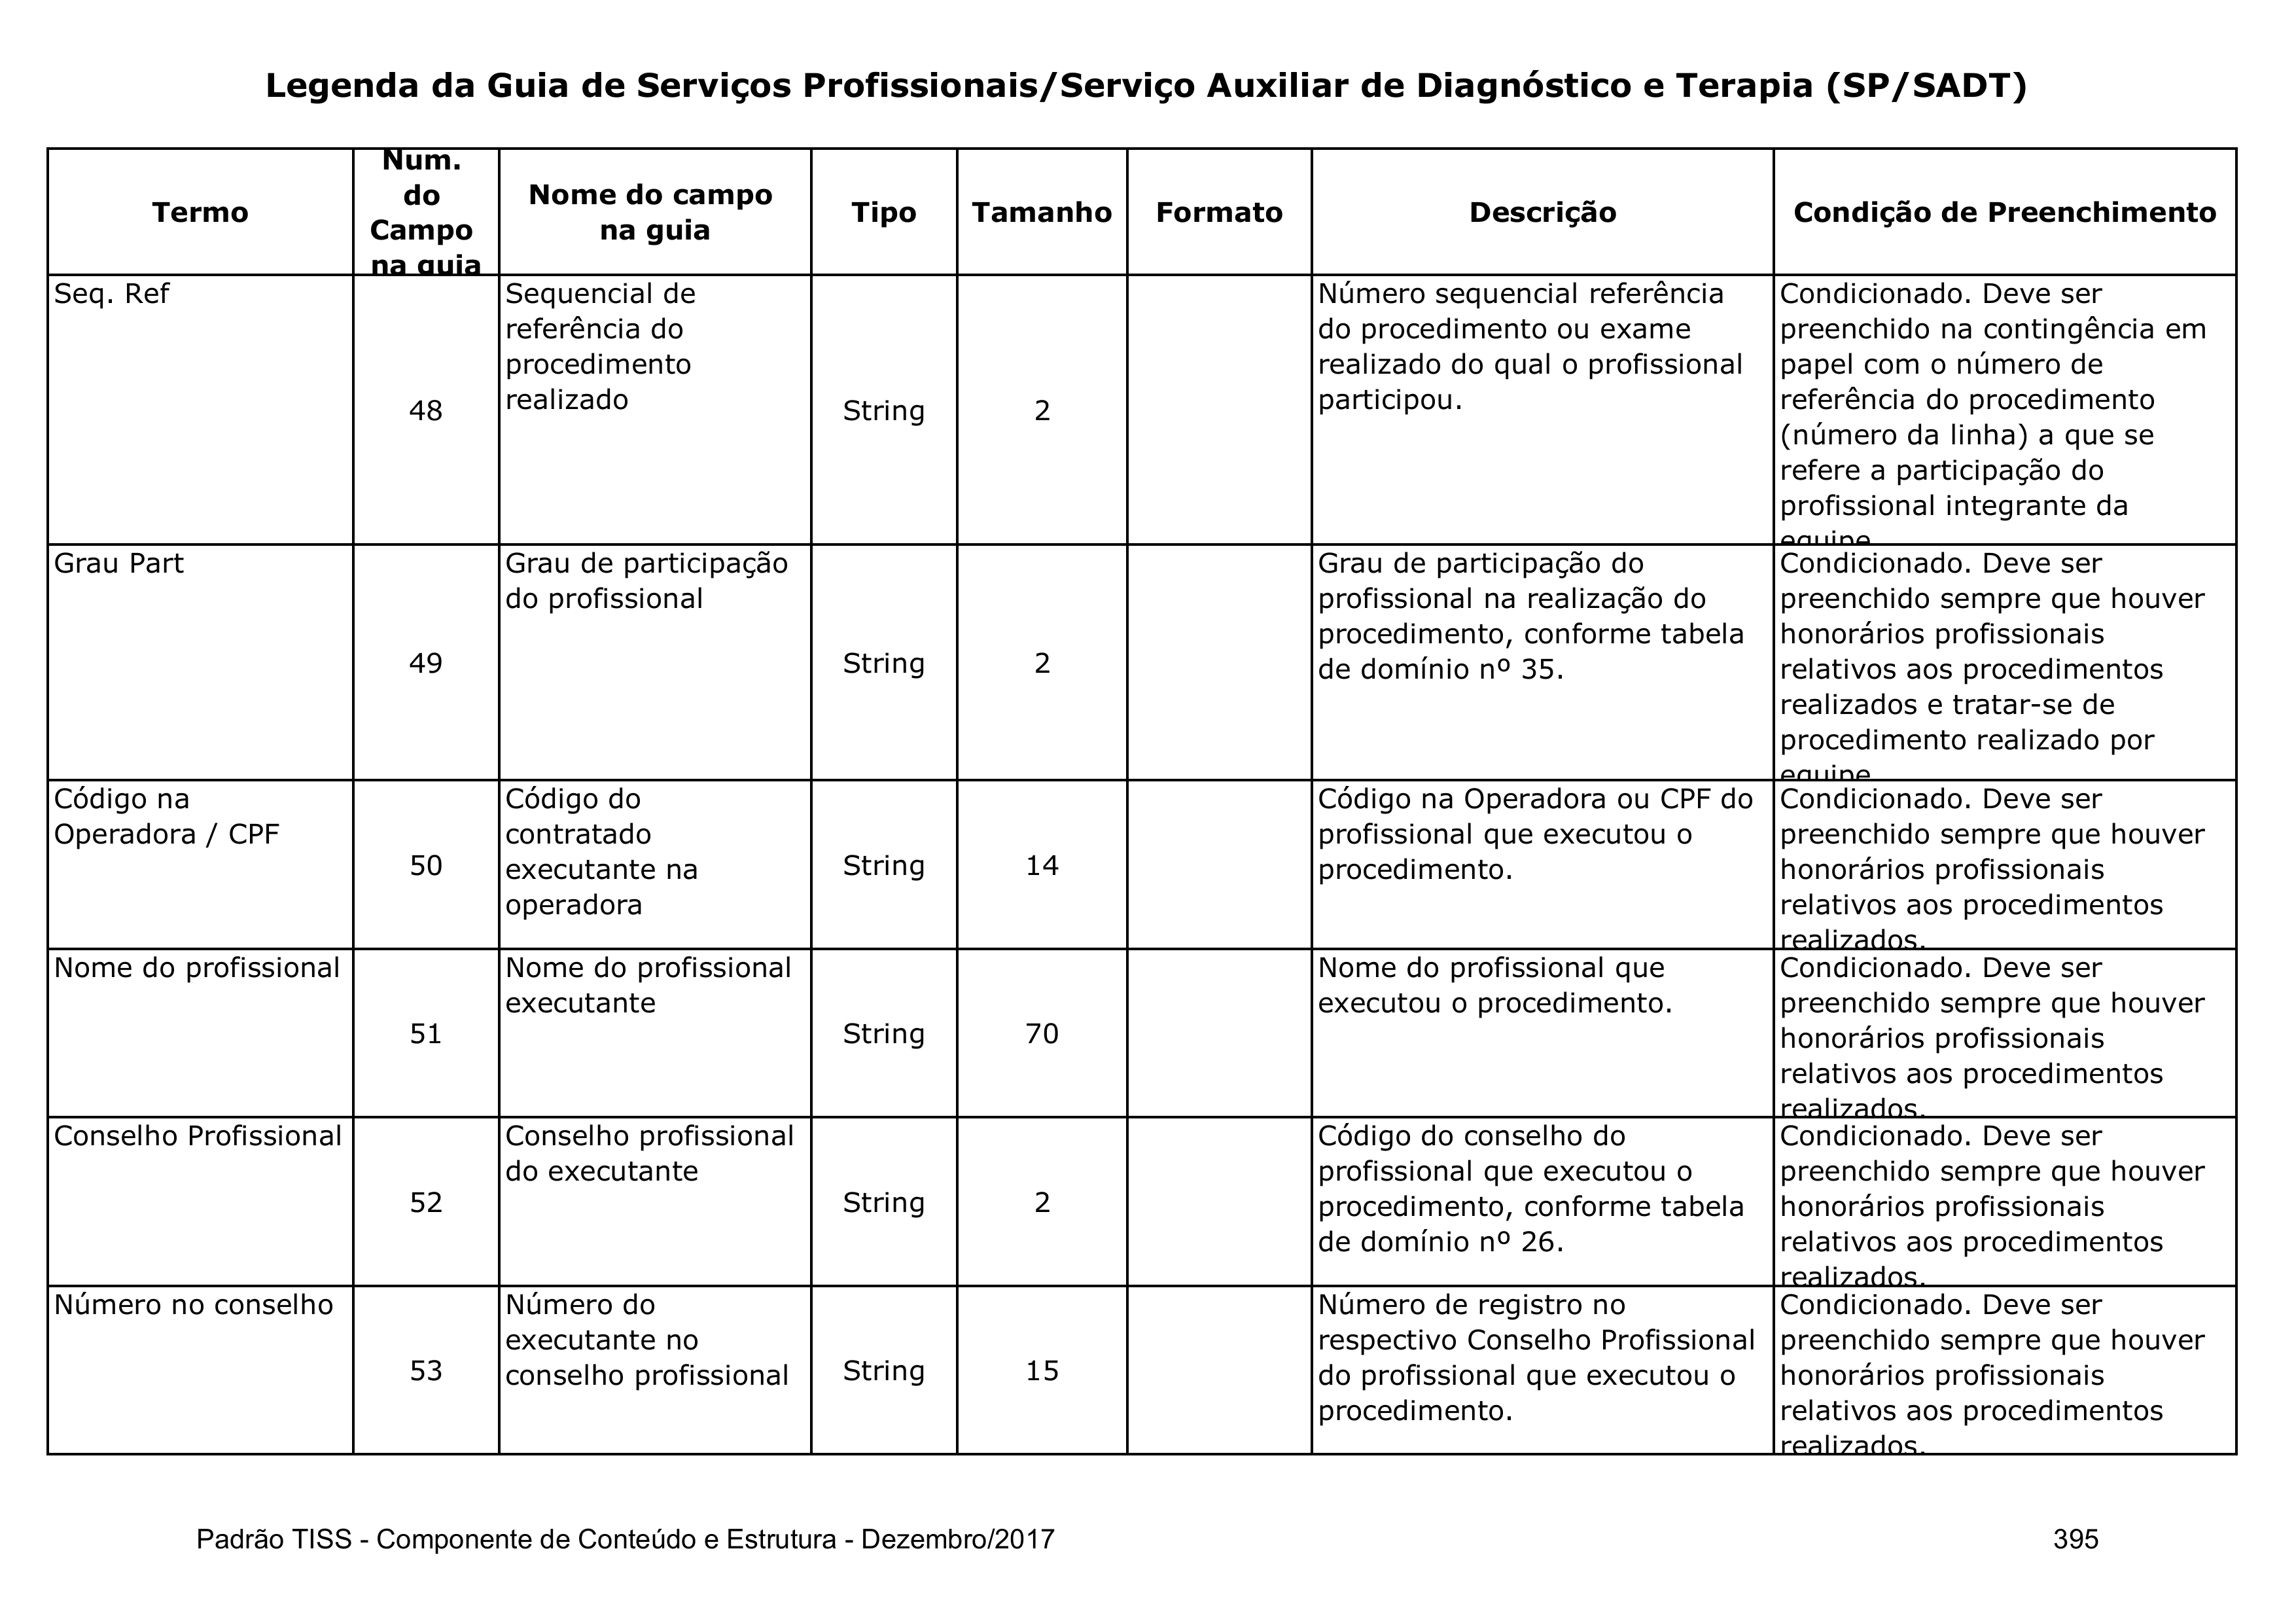 Legenda da Guia de Serviços Profissionais/Serviço Auxiliar de Diagnóstico e Terapia (SP/SADT)
Termo
Num.
do
Campo
na guia
Nome do campo
na guia
Tipo
Tamanho
Formato
Descrição
Condição de Preenchimento
Seq. Ref
48
Sequencial de
referência do
procedimento
realizado
String
2
Número sequencial referência
do procedimento ou exame
realizado do qual o profissional
participou.
Condicionado. Deve ser
preenchido na contingência em
papel com o número de
referência do procedimento
(número da linha) a que se
refere a participação do
profissional integrante da
equipe
Grau Part
49
Grau de participação
do profissional
String
2
Grau de participação do
profissional na realização do
procedimento, conforme tabela
de domínio nº 35.
Condicionado. Deve ser
preenchido sempre que houver
honorários profissionais
relativos aos procedimentos
realizados e tratar-se de
procedimento realizado por
equipe
Código na
Operadora / CPF
50
Código do
contratado
executante na
operadora
String
14
Código na Operadora ou CPF do
profissional que executou o
procedimento.
Condicionado. Deve ser
preenchido sempre que houver
honorários profissionais
relativos aos procedimentos
realizados.
Nome do profissional
51
Nome do profissional
executante
String
70
Nome do profissional que
executou o procedimento.
Condicionado. Deve ser
preenchido sempre que houver
honorários profissionais
relativos aos procedimentos
realizados.
Conselho Profissional
52
Conselho profissional
do executante
String
2
Código do conselho do
profissional que executou o
procedimento, conforme tabela
de domínio nº 26.
Condicionado. Deve ser
preenchido sempre que houver
honorários profissionais
relativos aos procedimentos
realizados.
Número no conselho
53
Número do
executante no
conselho profissional
String
15
Número de registro no
respectivo Conselho Profissional
do profissional que executou o
procedimento.
Condicionado. Deve ser
preenchido sempre que houver
honorários profissionais
relativos aos procedimentos
realizados.
Padrão TISS - Componente de Conteúdo e Estrutura - Dezembro/2017
395